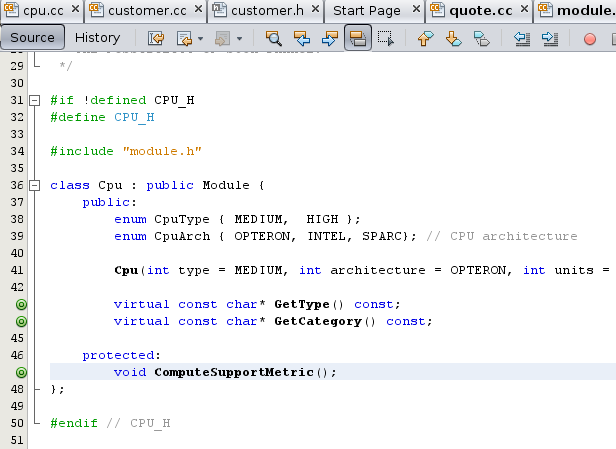 cpu.cc × customer.cc × customer.h × Start Page × quote.cc × module.
Source History
29 */
30
31 #if !defined CPU_H
32 #define CPU_H
33
34 #include "module.h"
35
36 class Cpu : public Module {
37 public:
38 enum CpuType { MEDIUM, HIGH };
39 enum CpuArch { OPTERON, INTEL, SPARC}; // CPU architecture
40
41 Cpu(int type = MEDIUM, int architecture = OPTERON, int units =
42
virtual const char* GetType() const;
virtual const char* GetCategory() const;
45
46 protected:
void ComputeSupportMetric();
48 };
49
50 #endif // CPU_H
51